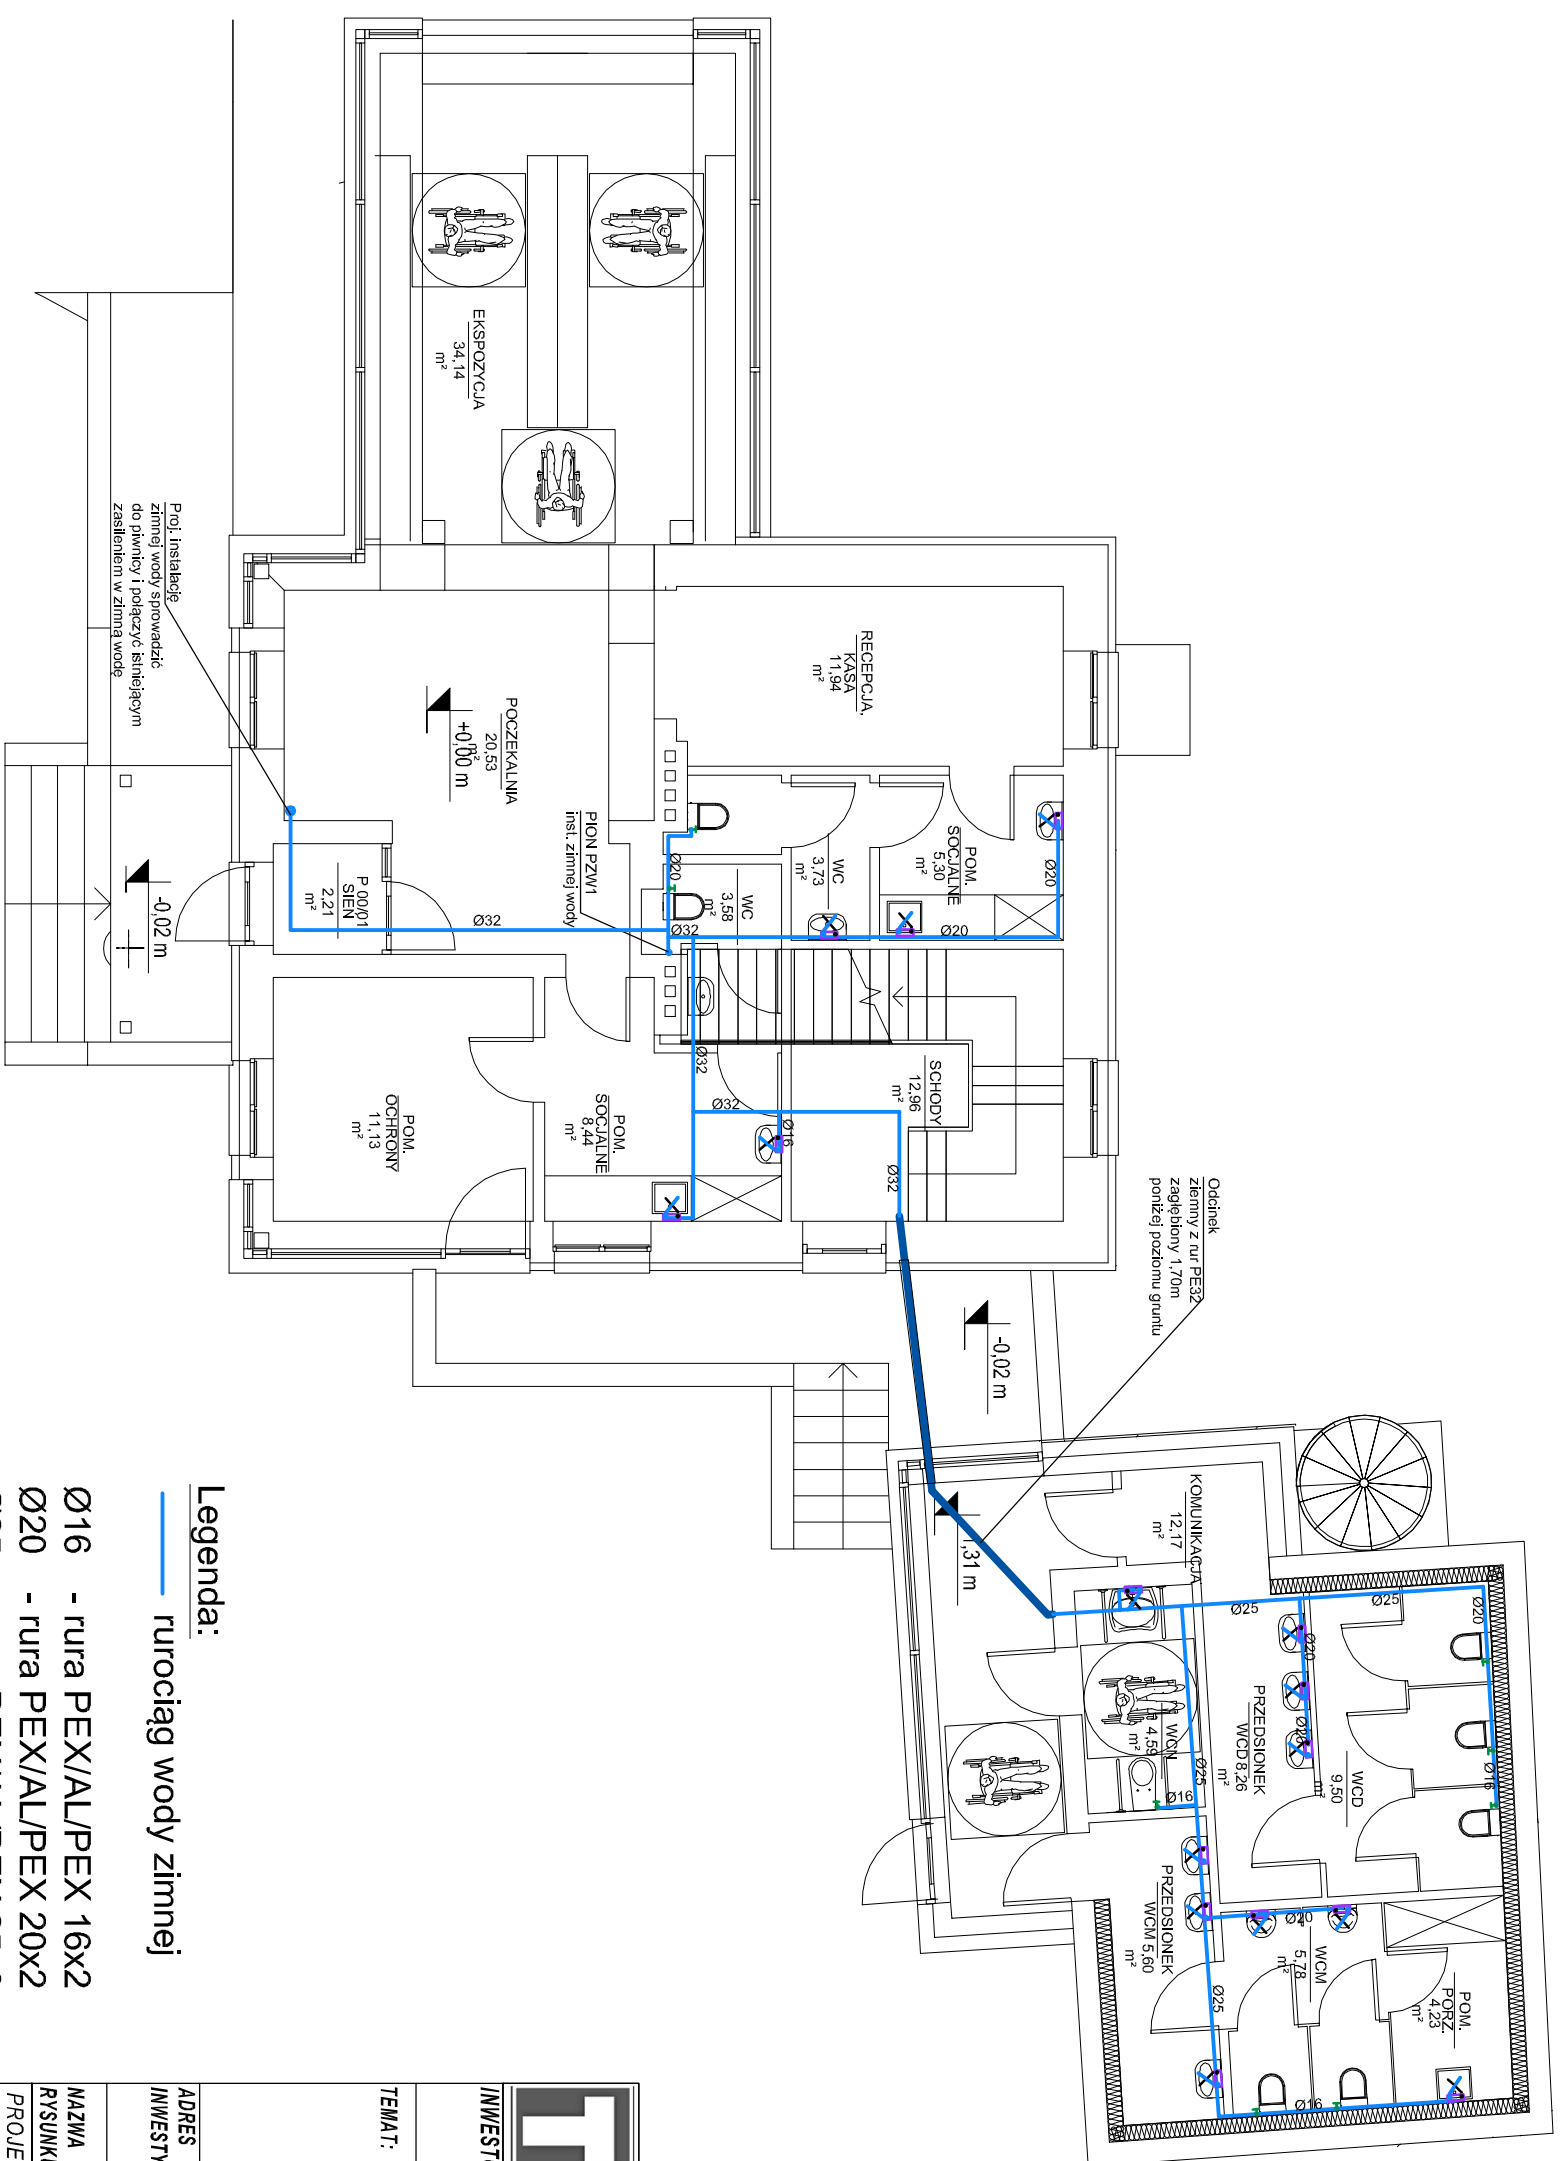 Odcinek
ziemny z rur PE32
zagłębiony 1,70m
poniżej poziomu gruntu
RECEPCJA,
KASA
11,94
m²
POM.
SOCJALNE
5,30
m²
Ø20
Ø20
WC
3,73
m²
WC
3,58
m²
Ø20
Ø32
SCHODY
12,96
m²
Ø32
Ø32
Ø32
Ø16
EKSPOZYCJA
34,14
m²
POCZEKALNIA
20,53
m²
+0,00 m
PION PZW1
inst. zimnej wody
Ø32
P 00/01
SIEŃ
2,21
m²
POM.
SOCJALNE
8,44
m²
POM.
OCHRONY
11,13
m²
Proj. instalację
zimnej wody sprowadzić
do piwnicy i połączyć istniejącym
zasileniem w zimną wodę
-0,02 m
-0,02 m
,31 m
KOMUNIKACJA
12,17
m²
Ø25
Ø25
Ø20
Ø20
Ø16
PRZEDSIONEK
WCD 8,26
m²
WCD
9,50
m²
WCN
4,59
m²
Ø25
Ø16
PRZEDSIONEK
WCM 5,60
m²
Ø20
WCM
5,78
m²
POM.
PORZ.
4,23
m²
Ø25
Ø16
Legenda:
rurociąg wody zimnej
Ø16 - rura PEX/AL/PEX 16x2
Ø20 - rura PEX/AL/PEX 20x2
INWEST
TEMAT:
ADRES
INWESTY
NAZWA
RYSUNK
PROJE